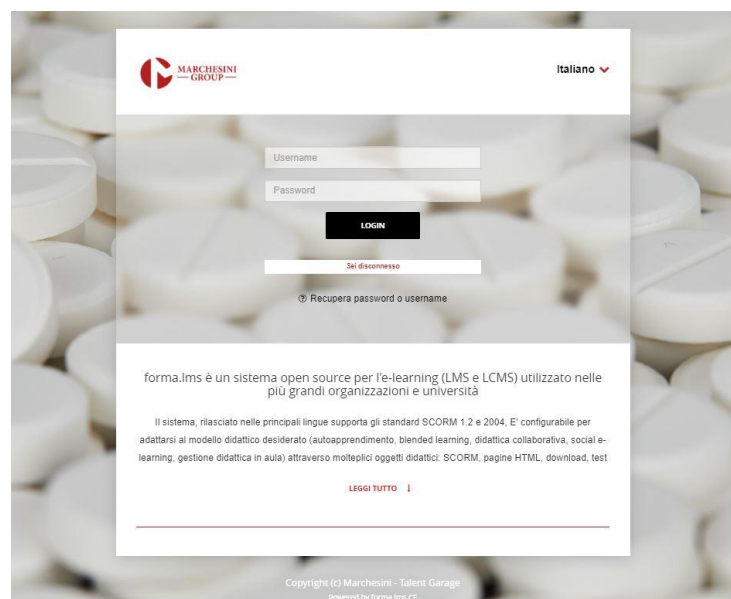 MARCHESINI
GROUP
Italiano
Username
Password
LOGIN
Sei disconnesso
Recupera password o username
forma.lms è un sistema open source per l'e-learning (LMS e LCMS) utilizzato nelle
più grandi organizzazioni e università
Il sistema, rilasciato nelle principali lingue supporta gli standard SCORM 1.2 e 2004, E' configurabile per
adattarsi al modello didattico desiderato (autoapprendimento, blended learning, didattica collaborativa, social e-
learning, gestione didattica in aula) attraverso molteplici oggetti didattici: SCORM, pagine HTML, download, test
LEGGI TUTTO ↓
Copyright (c) Marchesini - Talent Garage
Powered by forma.lms CE